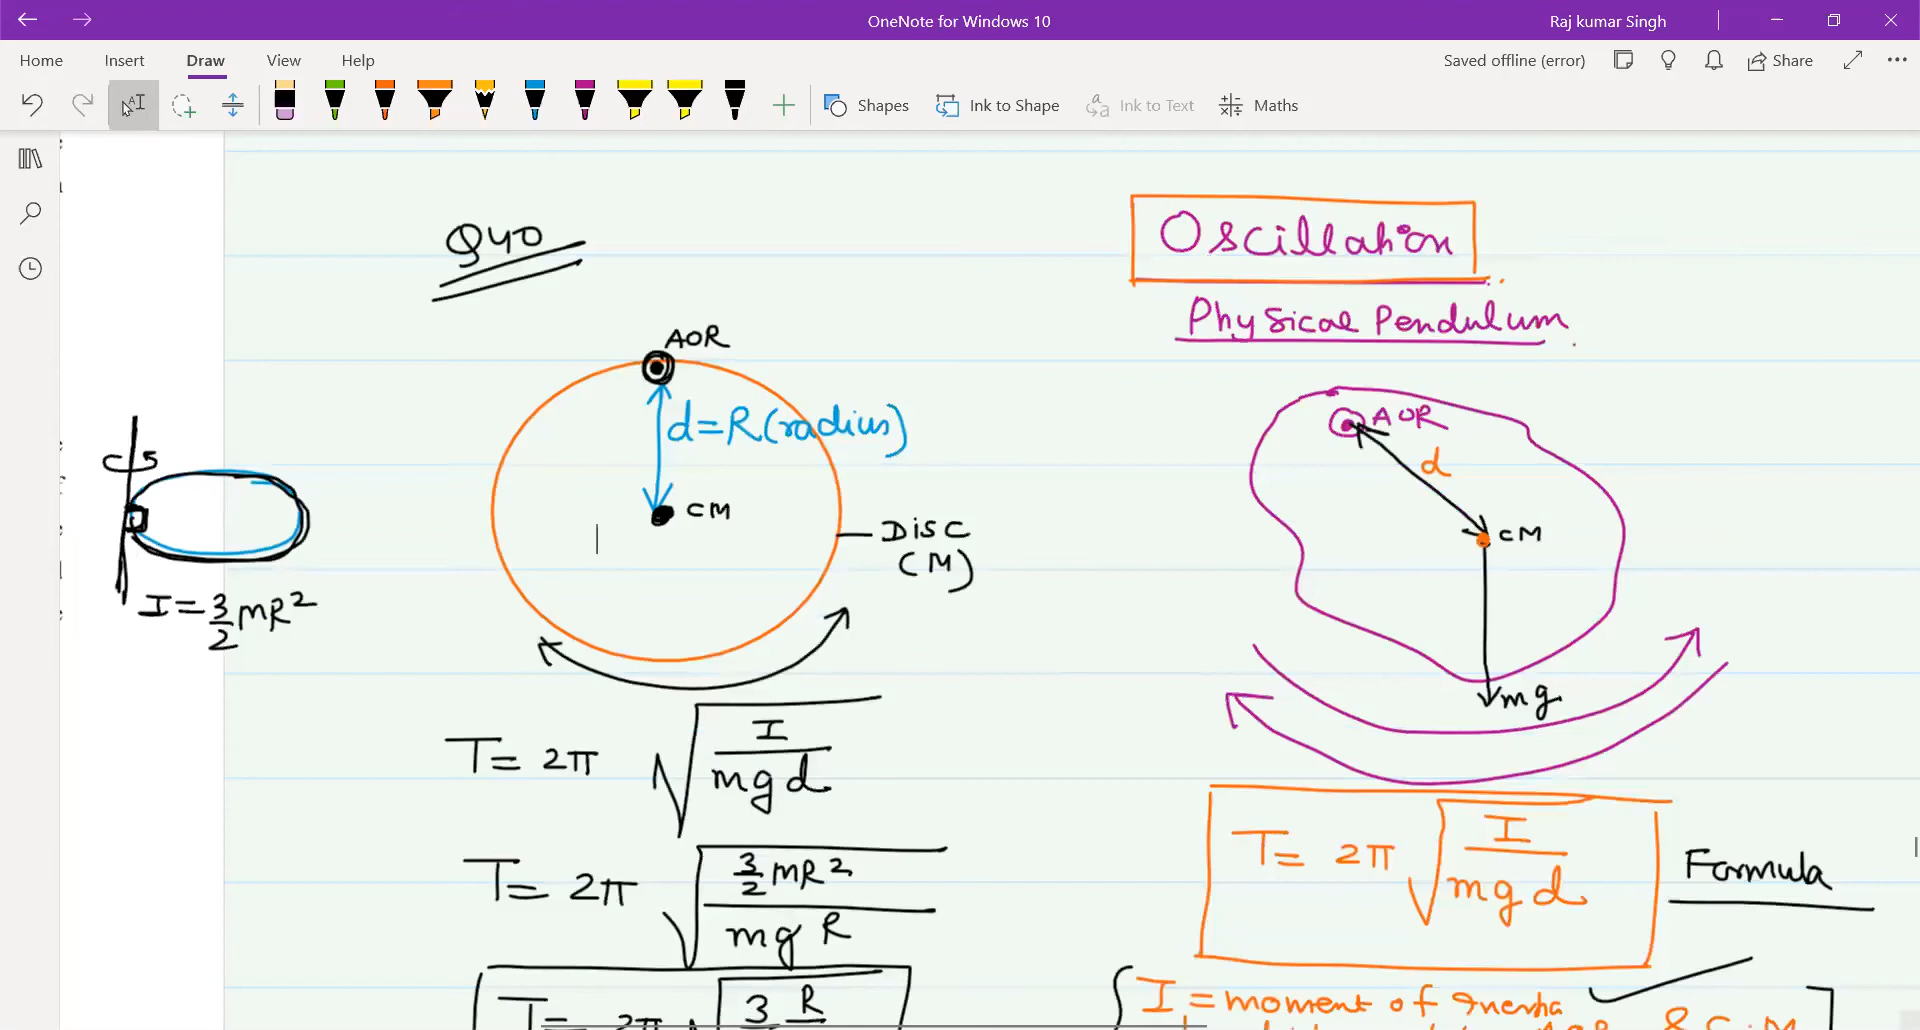 OneNote for Windows 10
Raj kumar Singh
Home Insert Draw View Help
Saved offline (error)
Share
Shapes
Ink to Shape
Ink to Text
Maths
Q40
Oscillation
Physical Pendulum
AOR
d=R(radius)
CM
DISC
(M)
I=3/2 MR²
T= 2π √(I/mgd)
T= 2π √(3/2 MR²/mgR)
T= 2π √(3 R
AOR
d
CM
mg
T= 2π √(I/mgd)
Formula
I = moment of Inertia